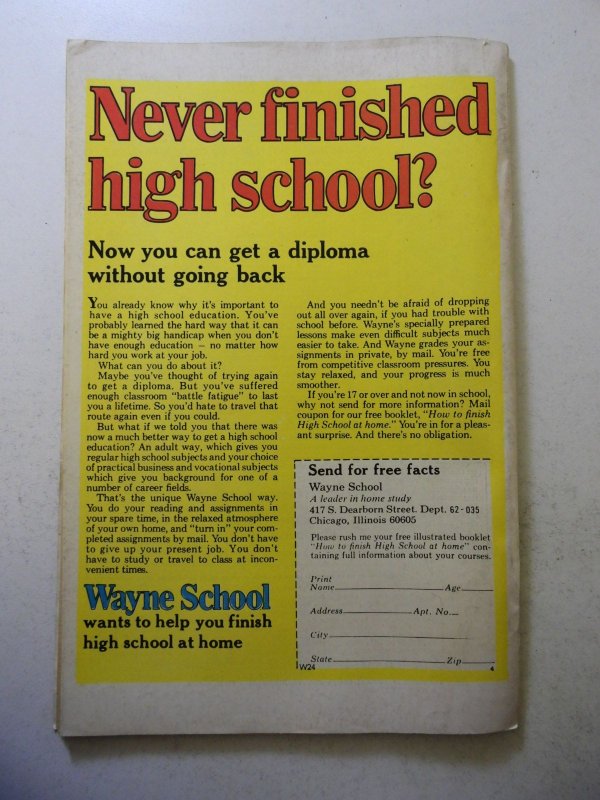 Never finished
high school?
Now you can get a diploma
without going back
You already know why it's important to
have a high school education. You've
probably learned the hard way that it can
be a mighty big handicap when you don't
have enough education – no matter how
hard you work at your job.
What can you do about it?
Maybe you've thought of trying again
to get a diploma. But you've suffered
enough classroom "battle fatigue" to last
you a lifetime. So you'd hate to travel that
route again even if you could.
But what if we told you that there was
now a much better way to get a high school
education? An adult way, which gives you
regular high school subjects and your choice
of practical business and vocational subjects
which give you background for one of a
number of career fields.
That's the unique Wayne School way.
You do your reading and assignments in
your spare time, in the relaxed atmosphere
of your own home, and "turn in" your com-
pleted assignments by mail. You don't have
to give up your present job. You don't
have to study or travel to class at incon-
venient times.
Wayne School
wants to help you finish
high school at home
And you needn't be afraid of dropping
out all over again, if you had trouble with
school before. Wayne's specially prepared
lessons make even difficult subjects much
easier to take. And Wayne grades your as-
signments in private, by mail. You're free
from competitive classroom pressures. You
stay relaxed, and your progress is much
smoother.
If you're 17 or over and not now in school,
why not send for more information? Mail
coupon for our free booklet, "How to finish
High School at home." You're in for a pleas-
ant surprise. And there's no obligation.
Send for free facts
Wayne School
A leader in home study
417 S. Dearborn Street. Dept. 62-035
Chicago, Illinois 60605
Please rush me your free illustrated booklet
"How to finish High School at home" con-
taining full information about your courses.
Print
Name Age
Address Apt. No.
City
State Zip
W24 4